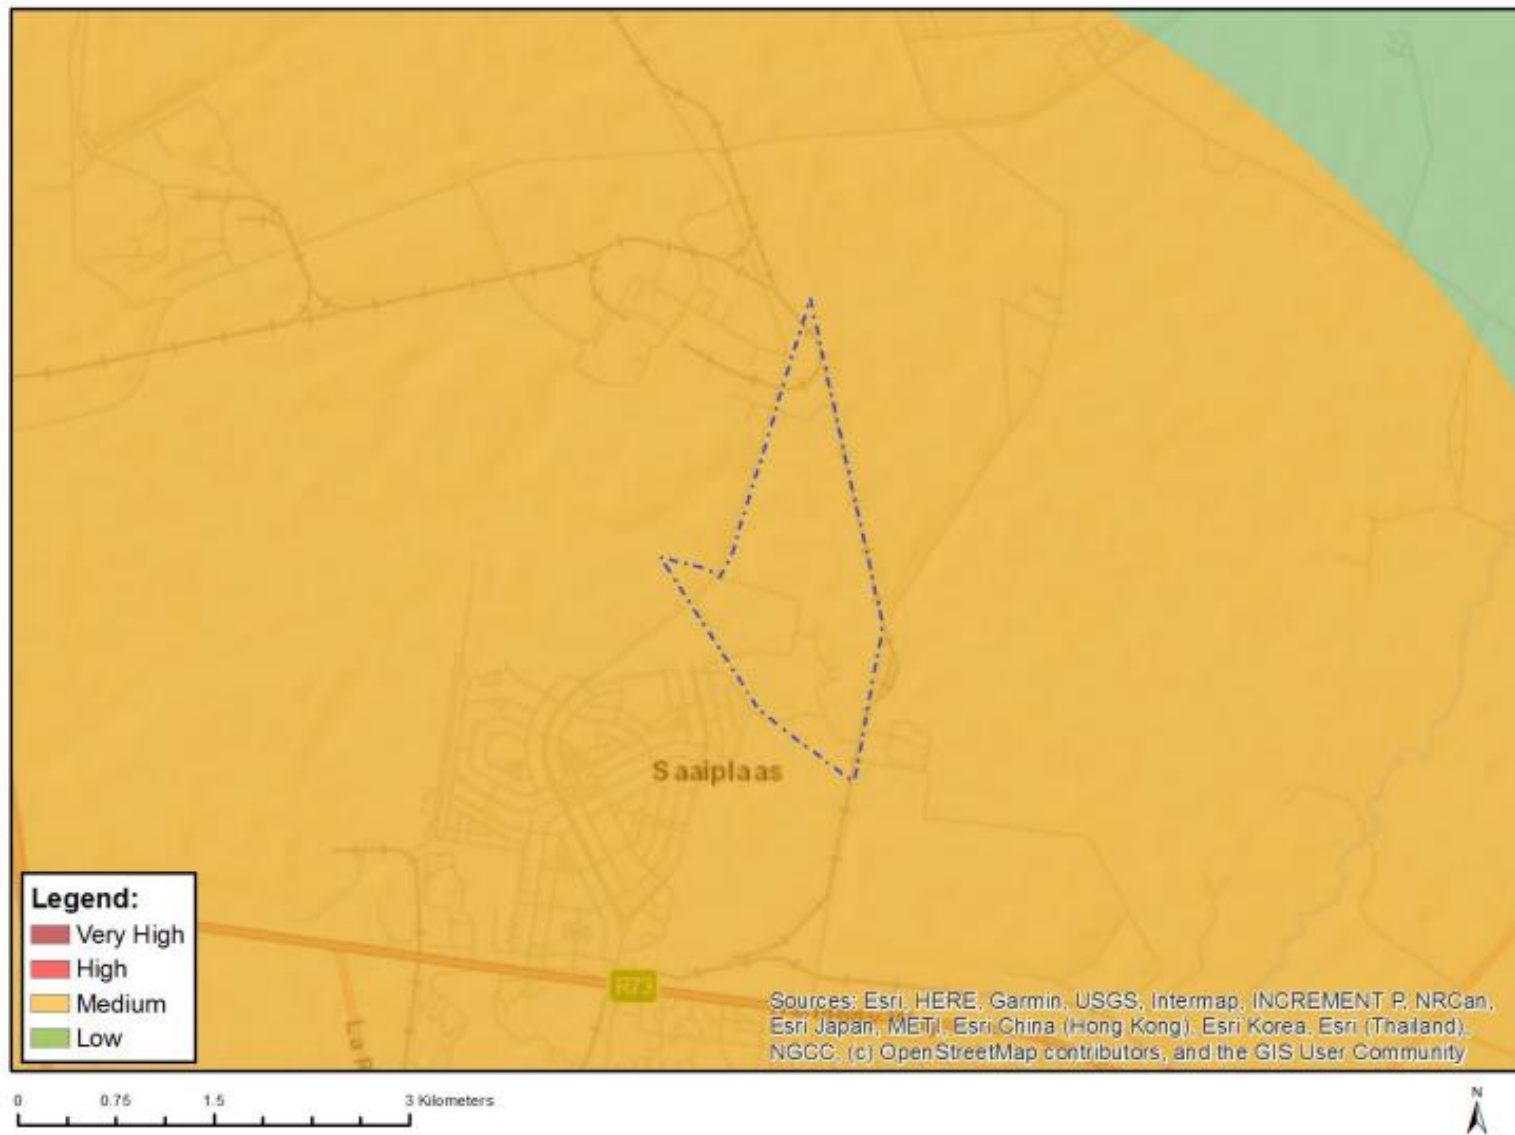 Saaiplaas
Legend:
Very High
High
Medium
Low
R73
La
Sources: Esri, HERE, Garmin, USGS, Intermap, INCREMENT P, NRCan,
Esri Japan, METI, Esri China (Hong Kong), Esri Korea, Esri (Thailand),
NGCC, (c) OpenStreetMap contributors, and the GIS User Community
0 0.75 1.5 3 Kilometers
N